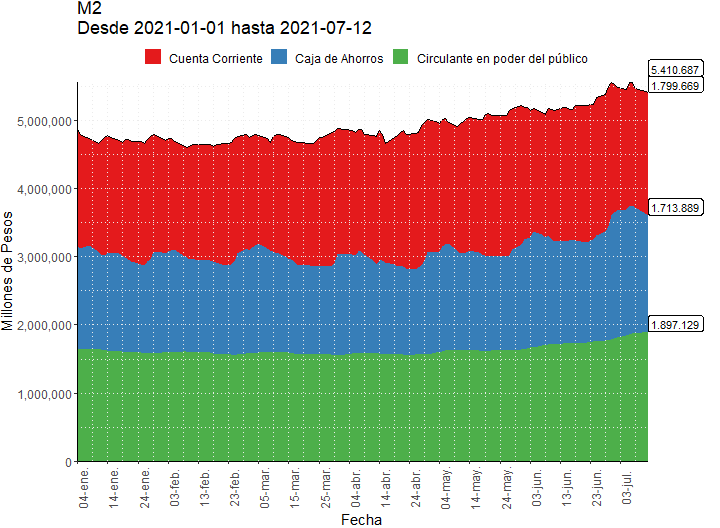 M2
Desde 2021-01-01 hasta 2021-07-12
Cuenta Corriente Caja de Ahorros Circulante en poder del público
5.410.687
1.799.669
1.713.889
1.897.129
Millones de Pesos
5,000,000
4,000,000
3,000,000
2,000,000
1,000,000
0
04-ene. 14-ene. 24-ene. 03-feb. 13-feb. 23-feb. 05-mar. 15-mar. 25-mar. 04-abr. 14-abr. 24-abr. 04-may. 14-may. 24-may. 03-jun. 13-jun. 23-jun. 03-jul.
Fecha